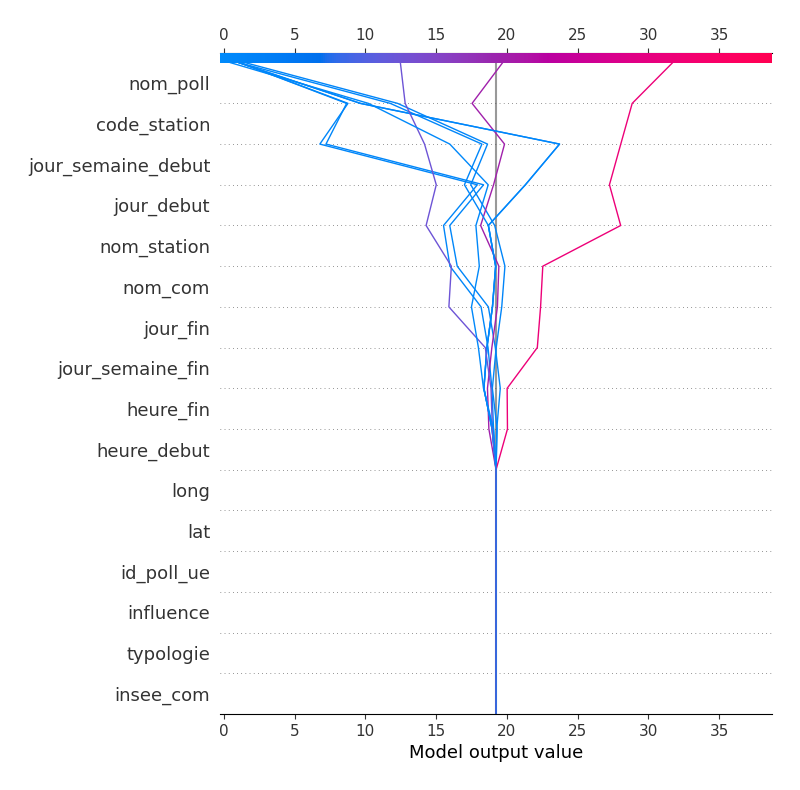 0 5 10 15 20 25 30 35
nom_poll
code_station
jour_semaine_debut
jour_debut
nom_station
nom_com
jour_fin
jour_semaine_fin
heure_fin
heure_debut
long
lat
id_poll_ue
influence
typologie
insee_com
0 5 10 15 20 25 30 35
Model output value